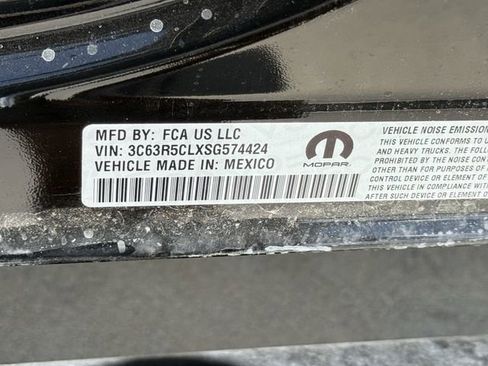 MFD BY: FCA US LLC
VIN: 3C63R5CLXSG574424
VEHICLE MADE IN: MEXICO
MOPAR
VEHICLE NOISE EMISSION
THIS VEHICLE CONFORMS TO
AND HEAVY TRUCKS. THE FOLL
PROHIBITED BY THE NOISE CONT
OTHER THAN FOR PURPOSES OF M
CONTROL DEVICE OR ELEMENT OF
THIS VEHICLE IN COMPLIANCE WITH
AFTER SUCH DEVICE OR ELEMENT